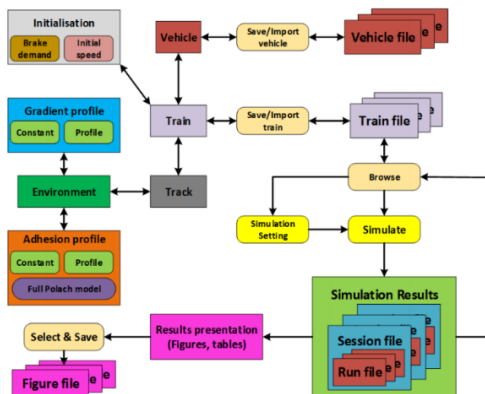 Initialisation
Brake
demand
Initial
speed
Vehicle
Save/Import
vehicle
Vehicle file
Gradient profile
Constant
Profile
Train
Save/Import
train
Train file
Environment
Track
Browse
Simulation
Setting
Simulate
Adhesion profile
Constant
Profile
Full Polach model
Simulation Results
Session file
Run file
Results presentation
(Figures, tables)
Select & Save
Figure file